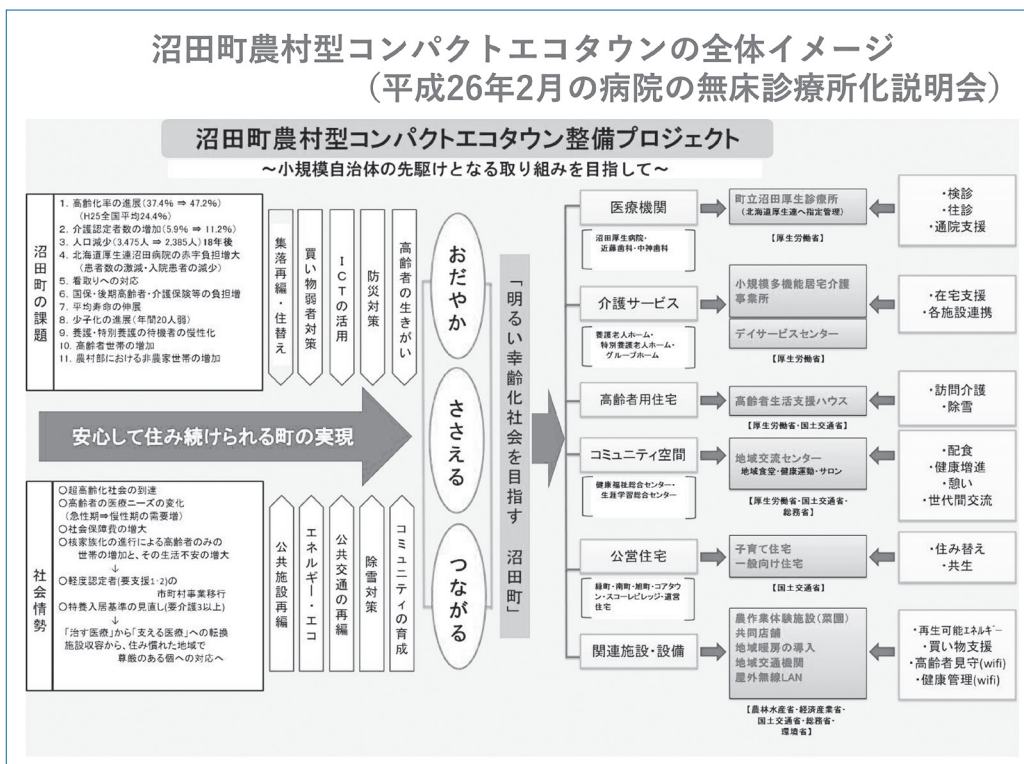 沼田町農村型コンパクトエコタウンの全体イメージ
（平成26年2月の病院の無床診療所化説明会）
沼田町農村型コンパクトエコタウン整備プロジェクト
～小規模自治体の先駆けとなる取り組みを目指して～
沼田町の課題
1. 高齢化率の進展(37.4% ⇒ 47.2%)
(H25全国平均24.4%)
2. 介護認定者数の増加(5.9% ⇒ 11.2%)
3. 人口減少(3,475人 ⇒ 2,385人) 18年後
4. 北海道厚生連沼田病院の赤字負担増大
(患者数の激減・入院患者の減少)
5. 看取りへの対応
6. 国保・後期高齢者・介護保険等の負担増
7. 平均寿命の伸展
8. 少子化の進展(年間20人弱)
9. 養護・特別養護の待機者の慢性化
10. 高齢者世帯の増加
11. 農村部における非農家世帯の増加
集落再編・住替え
買い物弱者対策
ICTの活用
防災対策
高齢者の生きがい
安心して住み続けられる町の実現
社会情勢
○超高齢化社会の到達
○高齢者の医療ニーズの変化
(急性期⇒慢性期の需要増)
○社会保障費の増大
○核家族化の進行による高齢者のみの
世帯の増加と、その生活不安の増大
↓
○軽度認定者(要支援1・2)の
市町村事業移行
○特養入居基準の見直し(要介護3以上)
↓
「治す医療」から「支える医療」への転換
施設収容から、住み慣れた地域で
尊厳のある個への対応へ
公共施設再編
エネルギー・エコ
公共交通の再編
除雪対策
コミュニティの育成
おだやか
ささえる
つながる
「明るい幸齢化社会を目指す 沼田町」
医療機関
沼田厚生病院・
近藤歯科・中神歯科
町立沼田厚生診療所
(北海道厚生連へ指定管理)
【厚生労働省】
・検診
・往診
・通院支援
介護サービス
養護老人ホーム・
特別養護老人ホーム・
グループホーム
小規模多機能居宅介護
事業所
デイサービスセンター
【厚生労働省】
・在宅支援
・各施設連携
高齢者用住宅
高齢者生活支援ハウス
【厚生労働省・国土交通省】
・訪問介護
・除雪
コミュニティ空間
健康福祉総合センター・
生涯学習総合センター
地域交流センター
地域食堂・健康運動・サロン
【厚生労働省・国土交通省・
総務省】
・配食
・健康増進
・憩い
・世代間交流
公営住宅
緑町・南町・旭町・コアタウ
ン・スコーレビレッジ・道営
住宅
子育て住宅
一般向け住宅
【国土交通省】
・住み替え
・共生
関連施設・設備
農作業体験施設(菜園)
共同店舗
地域暖房の導入
地域交通機関
屋外無線LAN
【農林水産省・経済産業省・
国土交通省・総務省・
環境省】
・再生可能エネルギー
・買い物支援
・高齢者見守(wifi)
・健康管理(wifi)